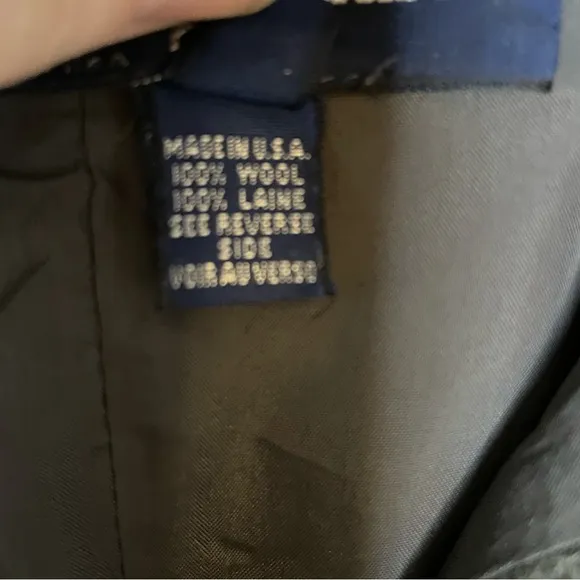 MADE IN U.S.A.
100% WOOL
100% LAINE
SEE REVERSE
SIDE
VOIR AU VERSO